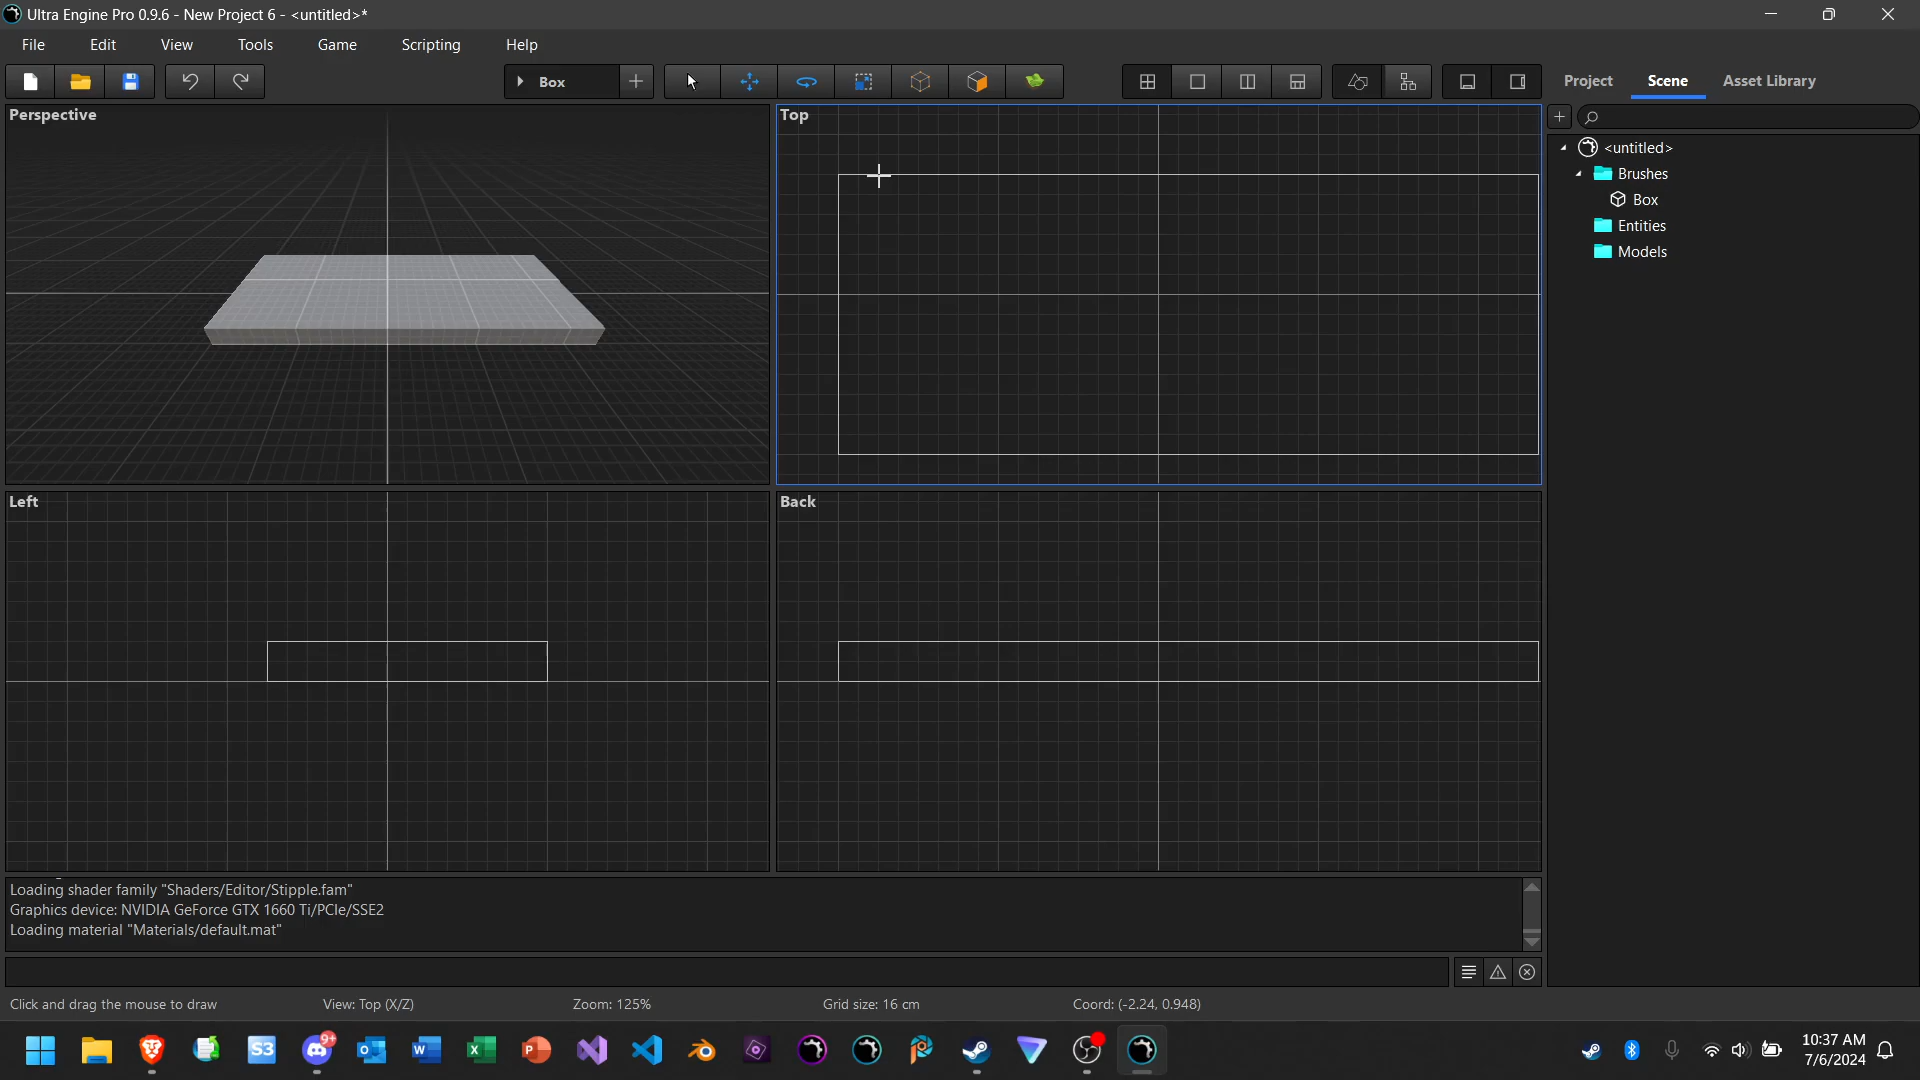 Ultra Engine Pro 0.9.6 - New Project 6 - <untitled>*
File Edit View Tools Game Scripting Help
Box
Project Scene Asset Library
Perspective
Top
<untitled>
Brushes
Box
Entities
Models
Left
Back
Loading shader family "Shaders/Editor/Stipple.fam"
Graphics device: NVIDIA GeForce GTX 1660 Ti/PCIe/SSE2
Loading material "Materials/default.mat"
Click and drag the mouse to draw View: Top (X/Z) Zoom: 125% Grid size: 16 cm Coord: (-2.24, 0.948)
S3
9+
10:37 AM
7/6/2024